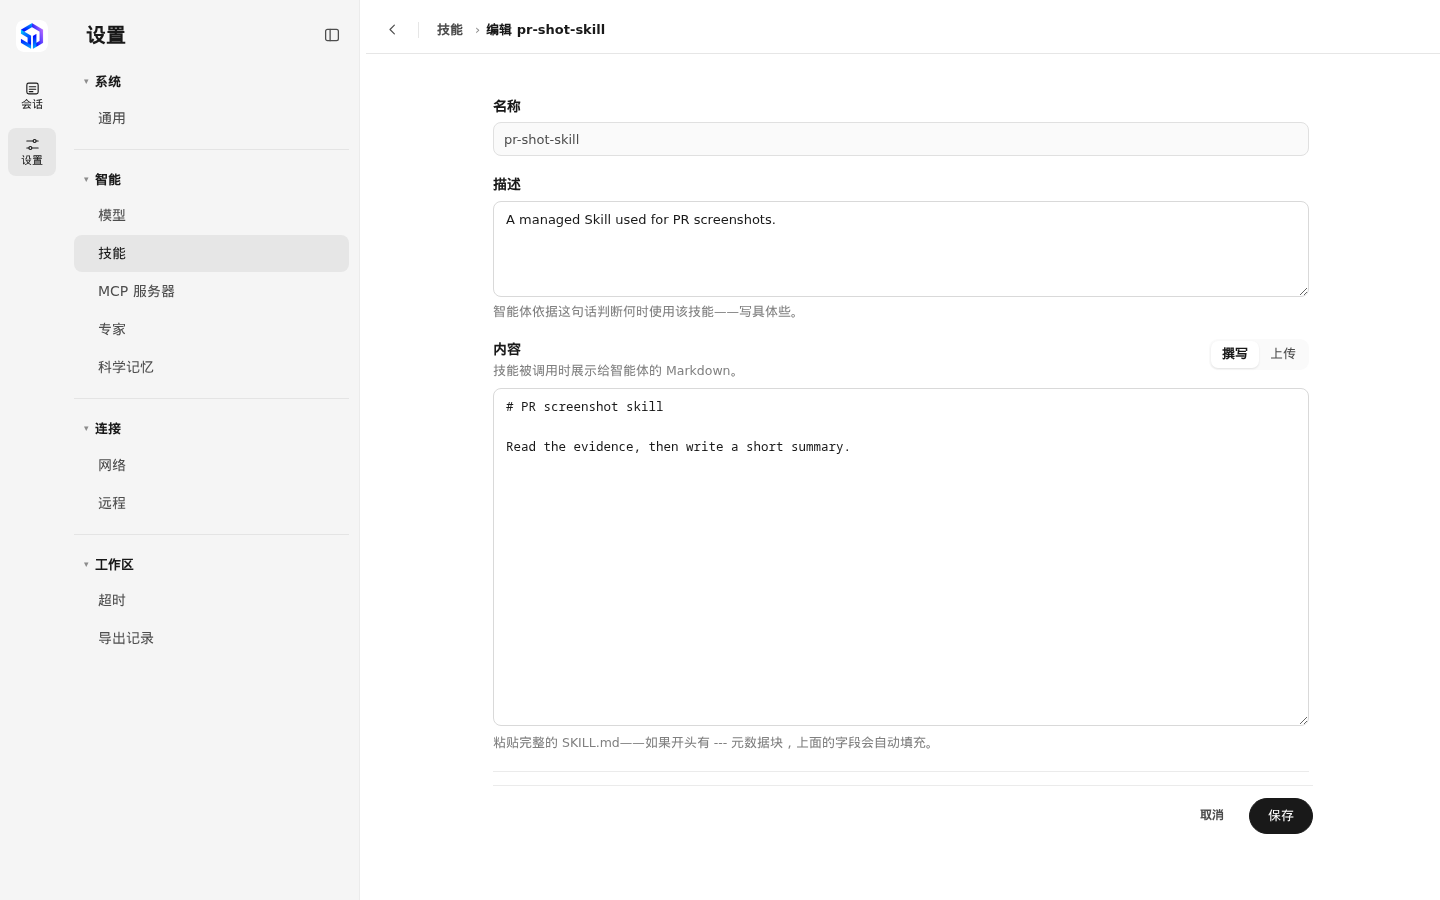 设置
会话
设置
系统
通用
智能
模型
技能
MCP 服务器
专家
科学记忆
连接
网络
远程
工作区
超时
导出记录
技能 › 编辑 pr-shot-skill
名称
pr-shot-skill
描述
A managed Skill used for PR screenshots.
智能体依据这句话判断何时使用该技能——写具体些。
内容
技能被调用时展示给智能体的 Markdown。
撰写 上传
# PR screenshot skill
Read the evidence, then write a short summary.
粘贴完整的 SKILL.md——如果开头有 --- 元数据块，上面的字段会自动填充。
取消 保存